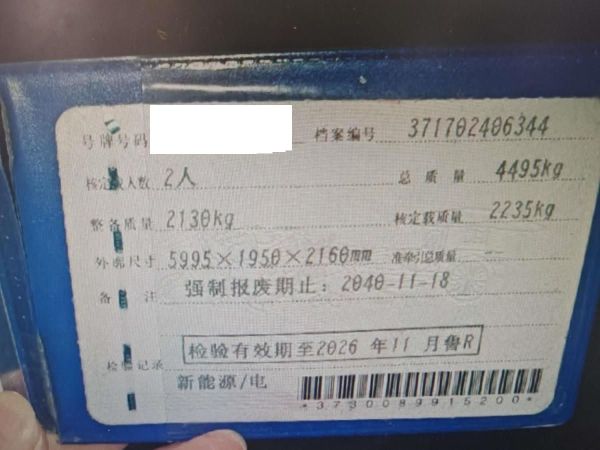 号牌号码 档案编号 371702406344
核定载人数 2人 总质量 4495kg
整备质量 2130kg 核定载质量 2235kg
外廓尺寸 5995×1950×2160mm 准牵引总质量 --
备注 强制报废期止：2040-11-18
检验记录 检验有效期至2026 年11 月鲁R
新能源/电
*3730089915200*